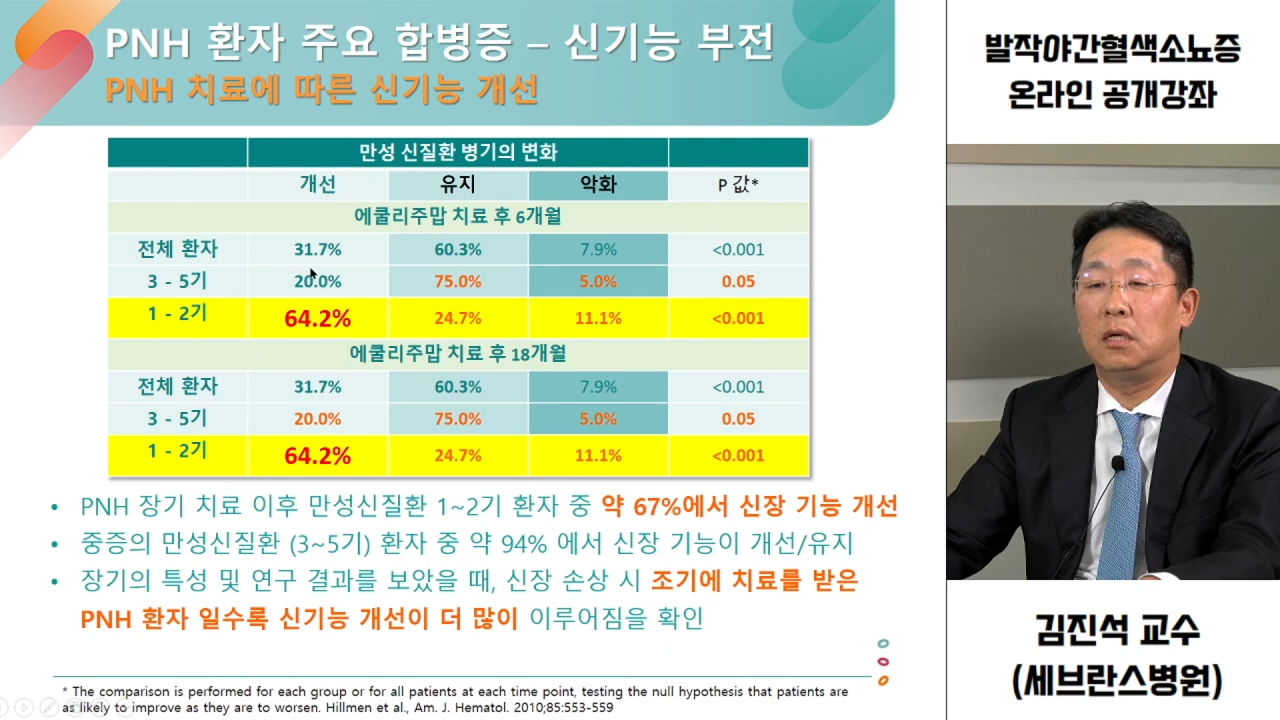 PNH 환자 주요 합병증 – 신기능 부전
PNH 치료에 따른 신기능 개선
만성 신질환 병기의 변화
개선 유지 악화 P 값*
에쿨리주맙 치료 후 6개월
전체 환자 31.7% 60.3% 7.9% <0.001
3 - 5기 20.0% 75.0% 5.0% 0.05
1 - 2기 64.2% 24.7% 11.1% <0.001
에쿨리주맙 치료 후 18개월
전체 환자 31.7% 60.3% 7.9% <0.001
3 - 5기 20.0% 75.0% 5.0% 0.05
1 - 2기 64.2% 24.7% 11.1% <0.001
• PNH 장기 치료 이후 만성신질환 1~2기 환자 중 약 67%에서 신장 기능 개선
• 중증의 만성신질환 (3~5기) 환자 중 약 94% 에서 신장 기능이 개선/유지
• 장기의 특성 및 연구 결과를 보았을 때, 신장 손상 시 조기에 치료를 받은
PNH 환자 일수록 신기능 개선이 더 많이 이루어짐을 확인
* The comparison is performed for each group or for all patients at each time point, testing the null hypothesis that patients are
as likely to improve as they are to worsen. Hillmen et al., Am. J. Hematol. 2010;85:553-559
발작야간혈색소뇨증
온라인 공개강좌
김진석 교수
(세브란스병원)